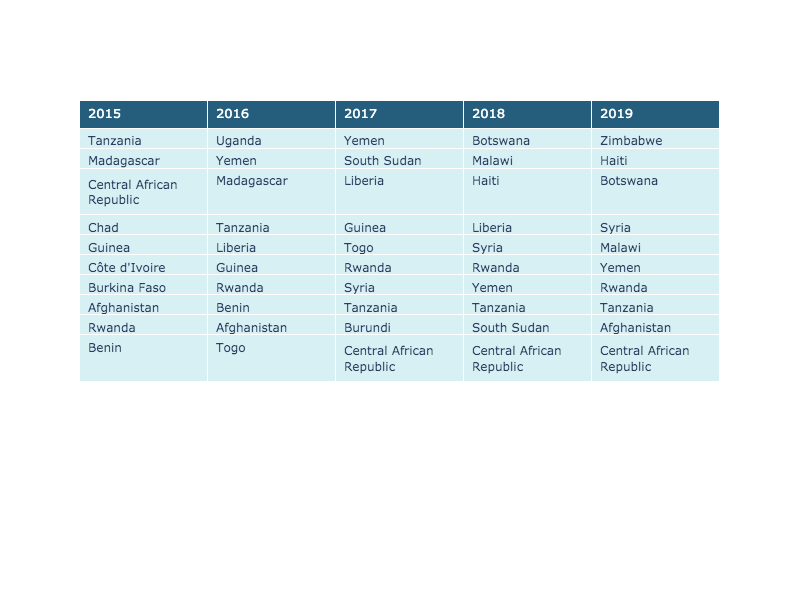 2015 2016 2017 2018 2019
Tanzania Uganda Yemen Botswana Zimbabwe
Madagascar Yemen South Sudan Malawi Haiti
Central African Republic Madagascar Liberia Haiti Botswana
Chad Tanzania Guinea Liberia Syria
Guinea Liberia Togo Syria Malawi
Côte d'Ivoire Guinea Rwanda Rwanda Yemen
Burkina Faso Rwanda Syria Yemen Rwanda
Afghanistan Benin Tanzania Tanzania Tanzania
Rwanda Afghanistan Burundi South Sudan Afghanistan
Benin Togo Central African Republic Central African Republic Central African Republic